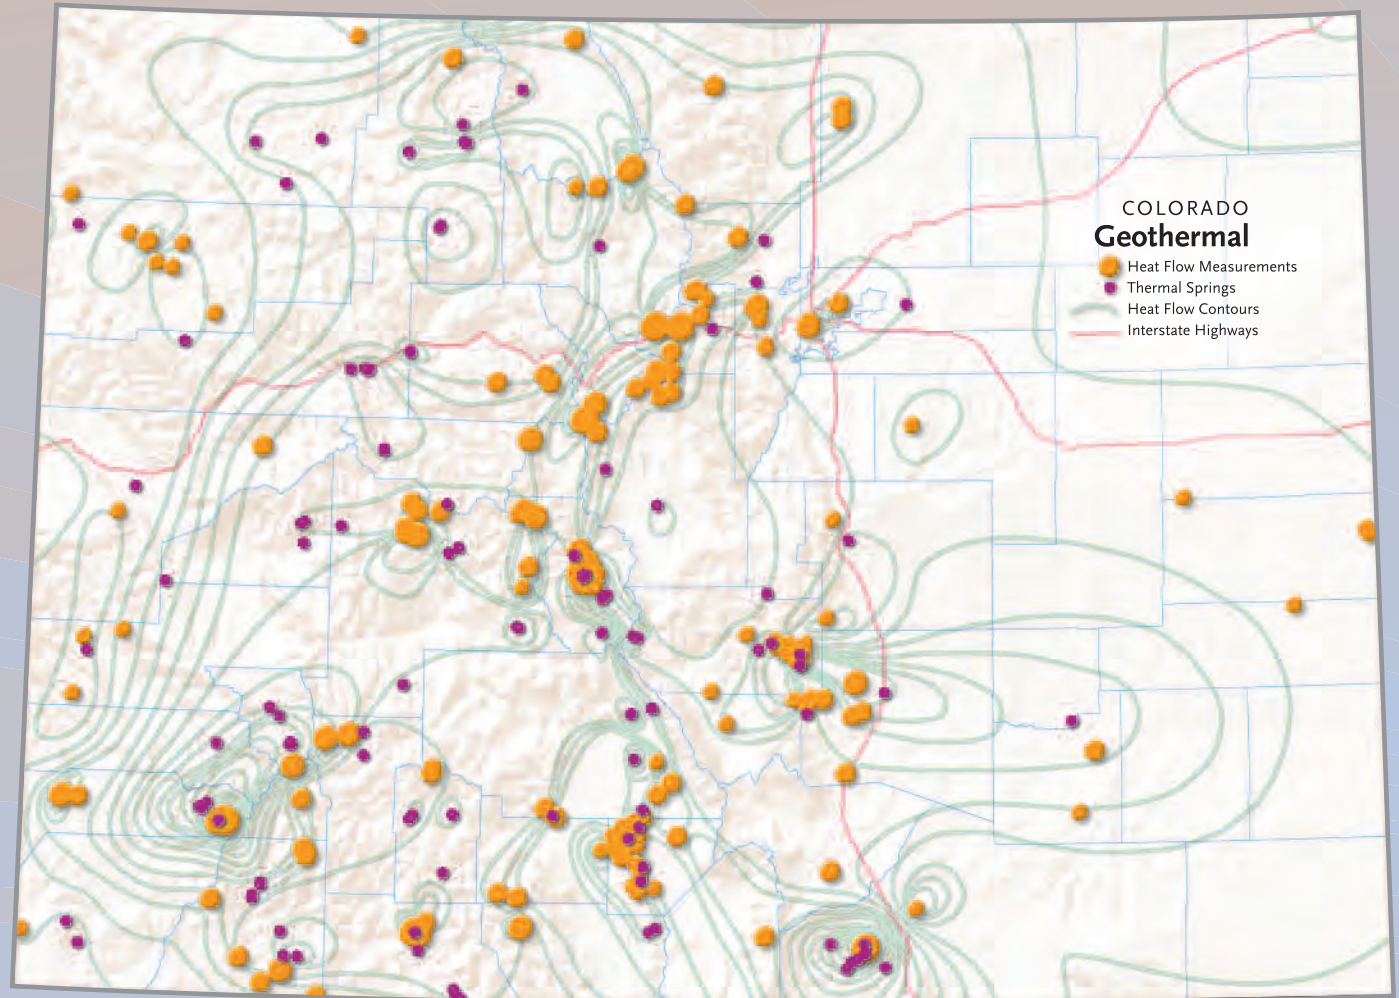 COLORADO
Geothermal
Heat Flow Measurements
Thermal Springs
Heat Flow Contours
Interstate Highways